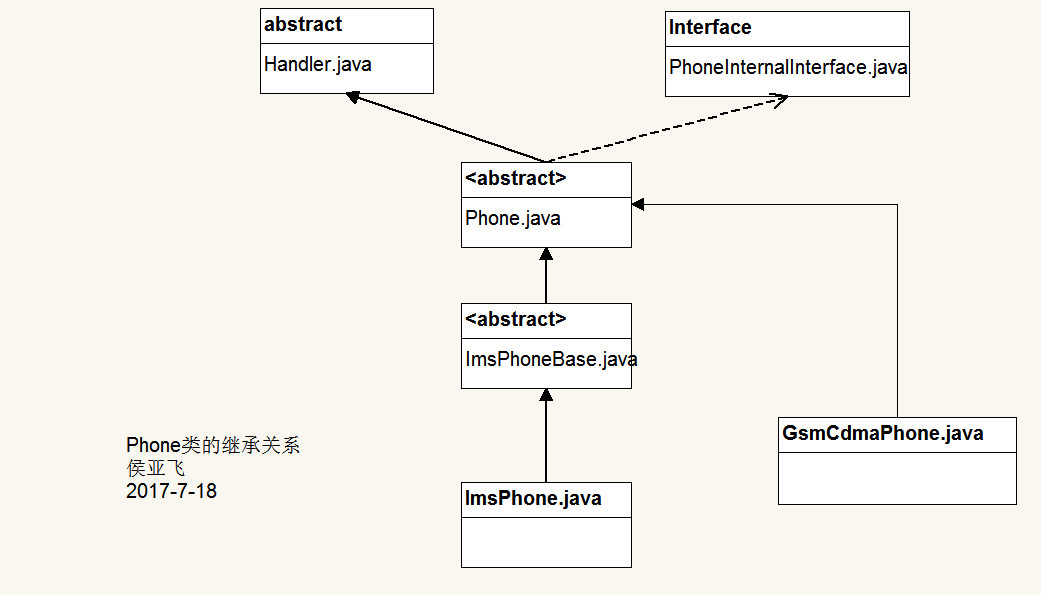 abstract
Handler.java
Interface
PhoneInternalInterface.java
<abstract>
Phone.java
<abstract>
ImsPhoneBase.java
GsmCdmaPhone.java
Phone类的继承关系
侯亚飞
2017-7-18
ImsPhone.java